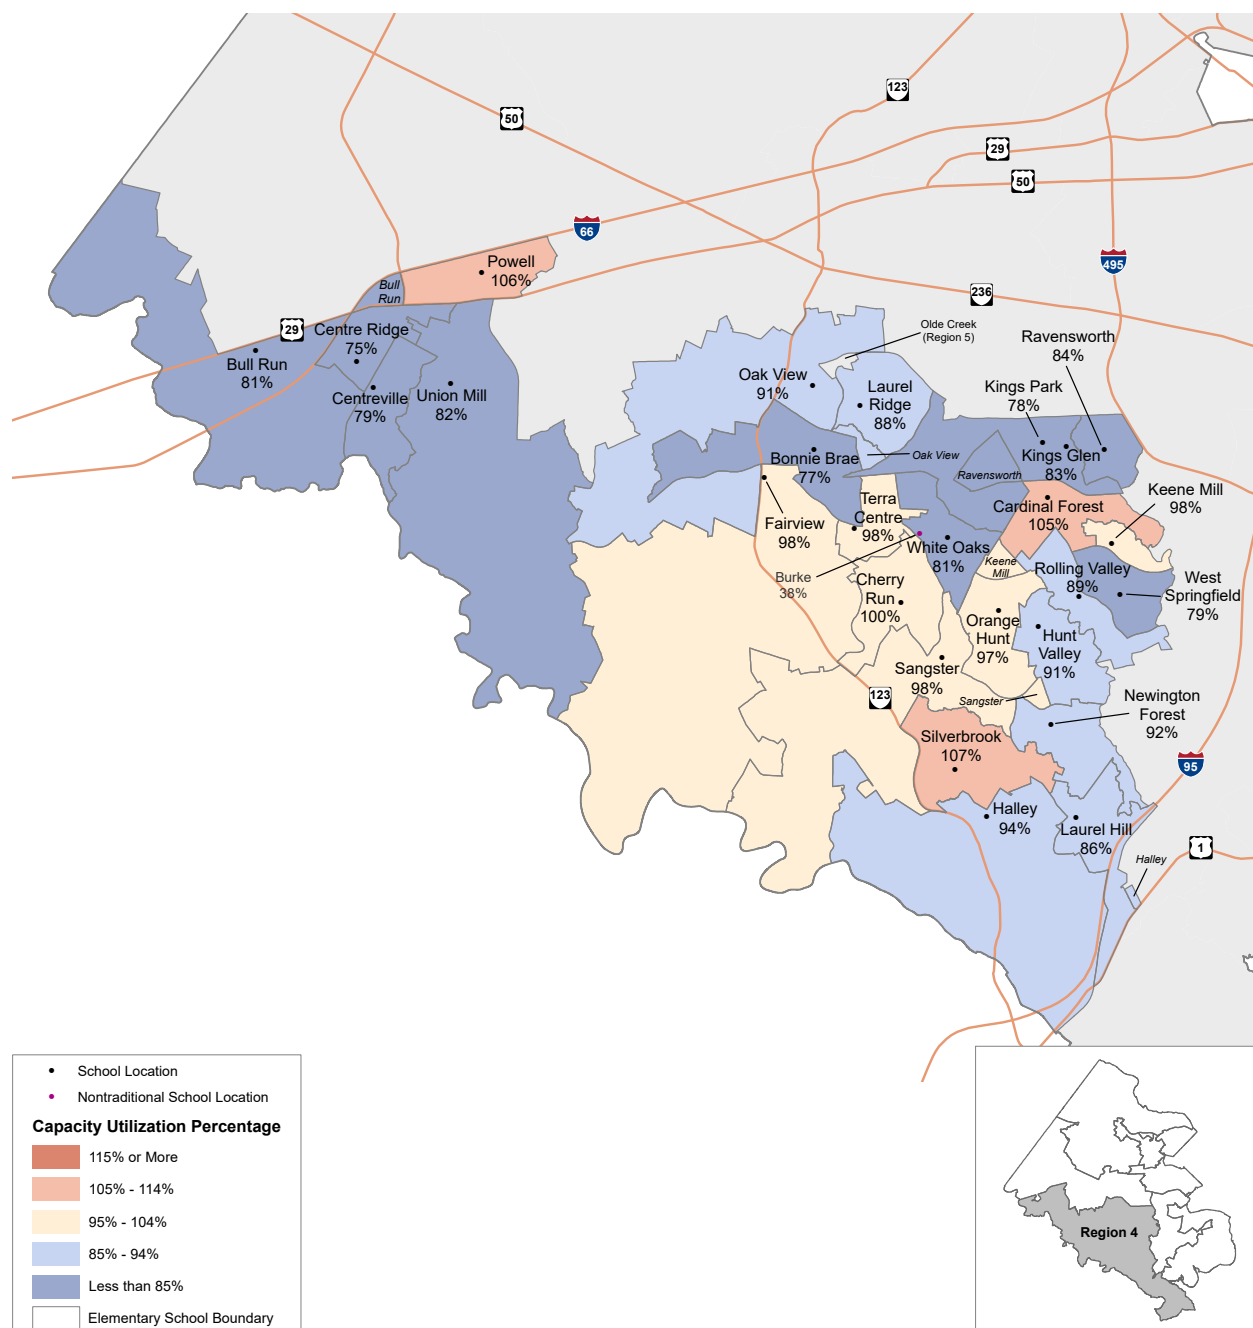 123
50
29
50
66
495
236
Powell
106%
Bull
Run
29
Centre Ridge
75%
Bull Run
81%
Centreville
79%
Union Mill
82%
Olde Creek
(Region 5)
Ravensworth
84%
Oak View
91%
Laurel
Ridge
88%
Kings Park
78%
Bonnie Brae
77%
Oak View
Kings Glen
83%
Ravensworth
Keene Mill
98%
Fairview
98%
Terra
Centre
98%
Cardinal Forest
105%
White Oaks
81%
Burke
38%
Keene
Mill
Rolling Valley
89%
West
Springfield
79%
Cherry
Run
100%
Orange
Hunt
97%
Hunt
Valley
91%
Sangster
98%
Sangster
123
Newington
Forest
92%
Silverbrook
107%
95
Halley
94%
Laurel Hill
86%
1
Halley
School Location
Nontraditional School Location
Capacity Utilization Percentage
115% or More
105% - 114%
95% - 104%
85% - 94%
Less than 85%
Elementary School Boundary
Region 4